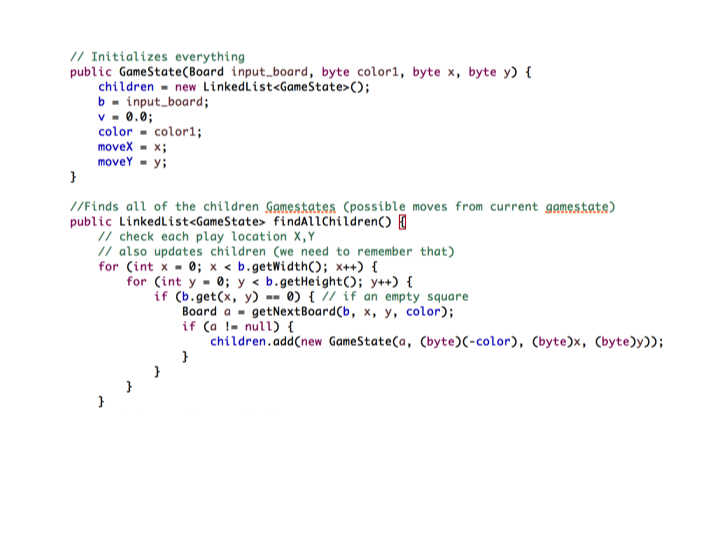 // Initializes everything
public GameState(Board input_board, byte color1, byte x, byte y) {
    children = new LinkedList<GameState>();
    b = input_board;
    v = 0.0;
    color = color1;
    moveX = x;
    moveY = y;
}

//Finds all of the children Gamestates (possible moves from current gamestate)
public LinkedList<GameState> findAllChildren() {
    // check each play location X,Y
    // also updates children (we need to remember that)
    for (int x = 0; x < b.getWidth(); x++) {
        for (int y = 0; y < b.getHeight(); y++) {
            if (b.get(x, y) == 0) { // if an empty square
                Board a = getNextBoard(b, x, y, color);
                if (a != null) {
                    children.add(new GameState(a, (byte)(-color), (byte)x, (byte)y));
                }
            }
        }
    }